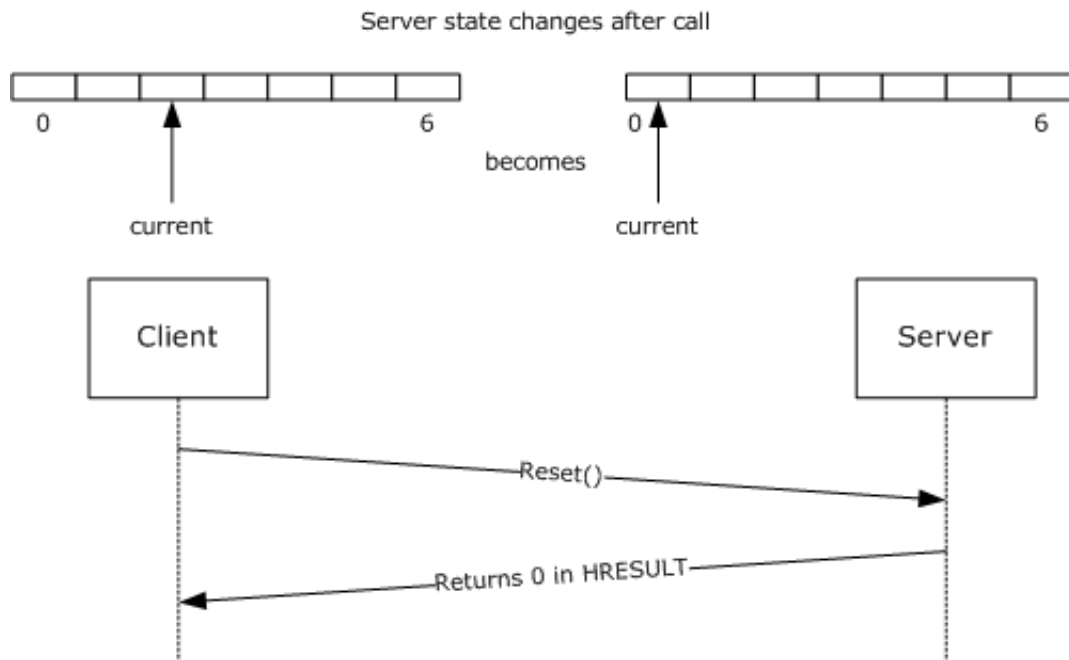 Server state changes after call
0
6
0
6
becomes
current
current
Client
Server
Reset()
Returns 0 in HRESULT